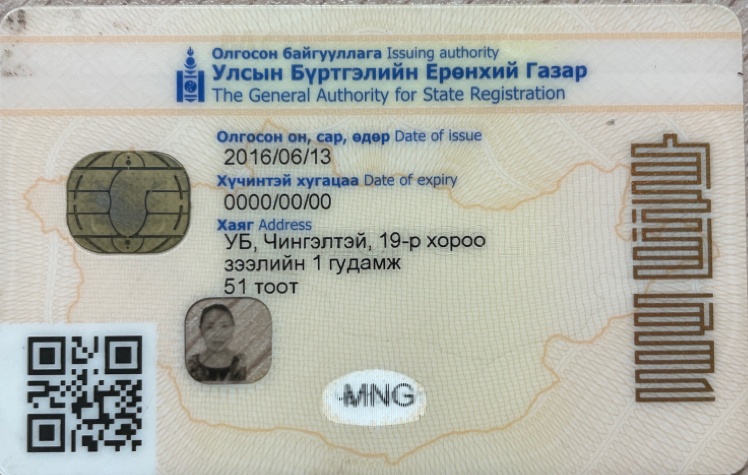 Олгосон байгууллага Issuing authority
Улсын Бүртгэлийн Ерөнхий Газар
The General Authority for State Registration
Олгосон он, сар, өдөр Date of issue
2016/06/13
Хүчинтэй хугацаа Date of expiry
0000/00/00
Хаяг Address
УБ, Чингэлтэй, 19-р хороо
зээлийн 1 гудамж
51 тоот
MNG